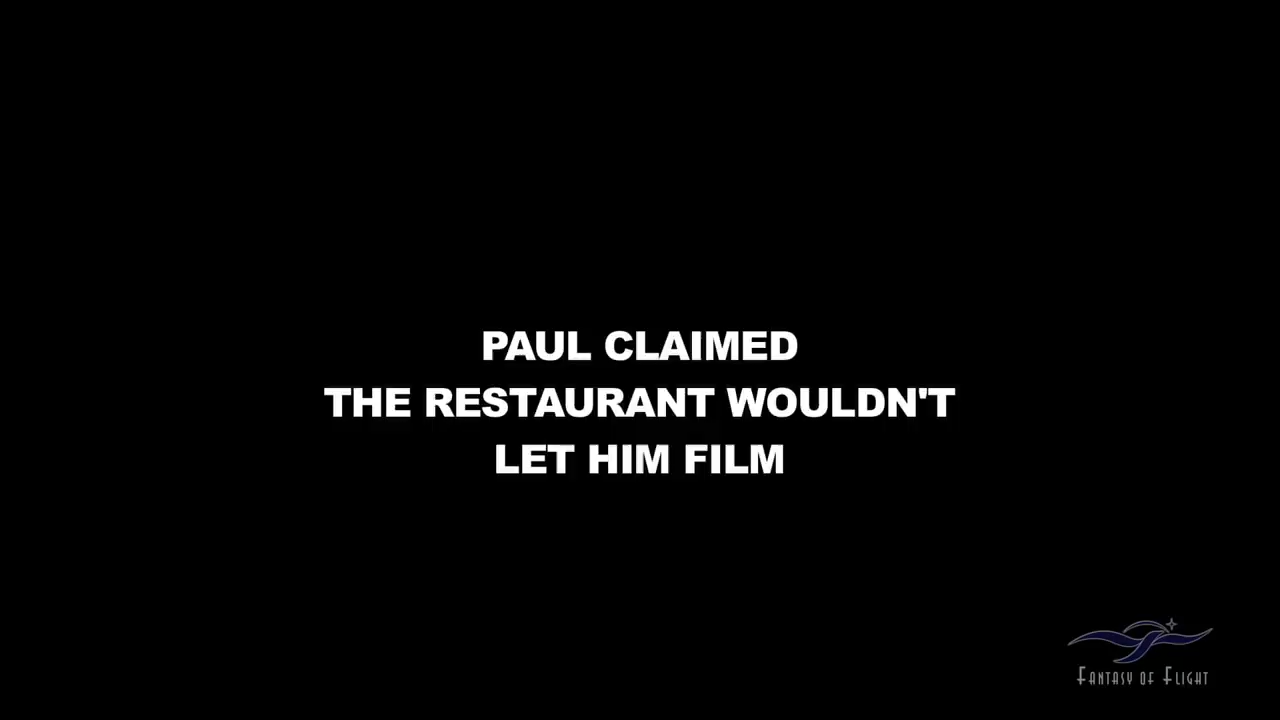 PAUL CLAIMED
THE RESTAURANT WOULDN'T
LET HIM FILM
FANTASY OF FLIGHT